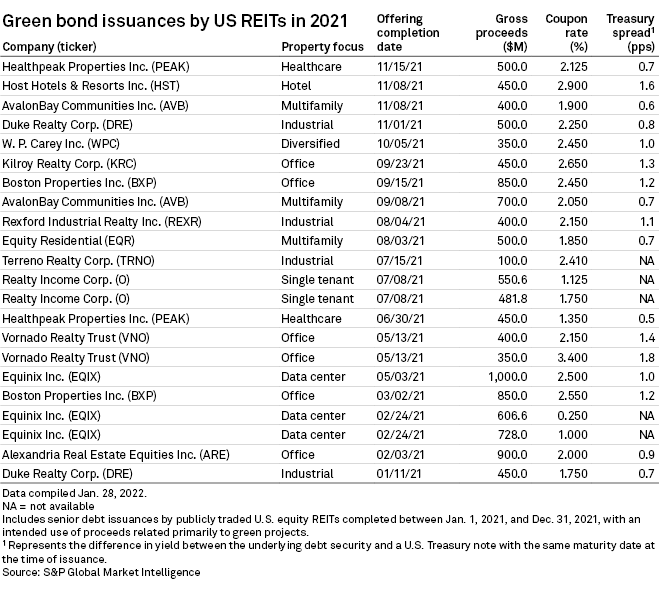 Green bond issuances by US REITs in 2021
Company (ticker) Property focus Offering completion date Gross proceeds ($M) Coupon rate (%) Treasury spread¹ (pps)
Healthpeak Properties Inc. (PEAK) Healthcare 11/15/21 500.0 2.125 0.7
Host Hotels & Resorts Inc. (HST) Hotel 11/08/21 450.0 2.900 1.6
AvalonBay Communities Inc. (AVB) Multifamily 11/08/21 400.0 1.900 0.6
Duke Realty Corp. (DRE) Industrial 11/01/21 500.0 2.250 0.8
W. P. Carey Inc. (WPC) Diversified 10/05/21 350.0 2.450 1.0
Kilroy Realty Corp. (KRC) Office 09/23/21 450.0 2.650 1.3
Boston Properties Inc. (BXP) Office 09/15/21 850.0 2.450 1.2
AvalonBay Communities Inc. (AVB) Multifamily 09/08/21 700.0 2.050 0.7
Rexford Industrial Realty Inc. (REXR) Industrial 08/04/21 400.0 2.150 1.1
Equity Residential (EQR) Multifamily 08/03/21 500.0 1.850 0.7
Terreno Realty Corp. (TRNO) Industrial 07/15/21 100.0 2.410 NA
Realty Income Corp. (O) Single tenant 07/08/21 550.6 1.125 NA
Realty Income Corp. (O) Single tenant 07/08/21 481.8 1.750 NA
Healthpeak Properties Inc. (PEAK) Healthcare 06/30/21 450.0 1.350 0.5
Vornado Realty Trust (VNO) Office 05/13/21 400.0 2.150 1.4
Vornado Realty Trust (VNO) Office 05/13/21 350.0 3.400 1.8
Equinix Inc. (EQIX) Data center 05/03/21 1,000.0 2.500 1.0
Boston Properties Inc. (BXP) Office 03/02/21 850.0 2.550 1.2
Equinix Inc. (EQIX) Data center 02/24/21 606.6 0.250 NA
Equinix Inc. (EQIX) Data center 02/24/21 728.0 1.000 NA
Alexandria Real Estate Equities Inc. (ARE) Office 02/03/21 900.0 2.000 0.9
Duke Realty Corp. (DRE) Industrial 01/11/21 450.0 1.750 0.7
Data compiled Jan. 28, 2022.
NA = not available
Includes senior debt issuances by publicly traded U.S. equity REITs completed between Jan. 1, 2021, and Dec. 31, 2021, with an
intended use of proceeds related primarily to green projects.
¹ Represents the difference in yield between the underlying debt security and a U.S. Treasury note with the same maturity date at
the time of issuance.
Source: S&P Global Market Intelligence